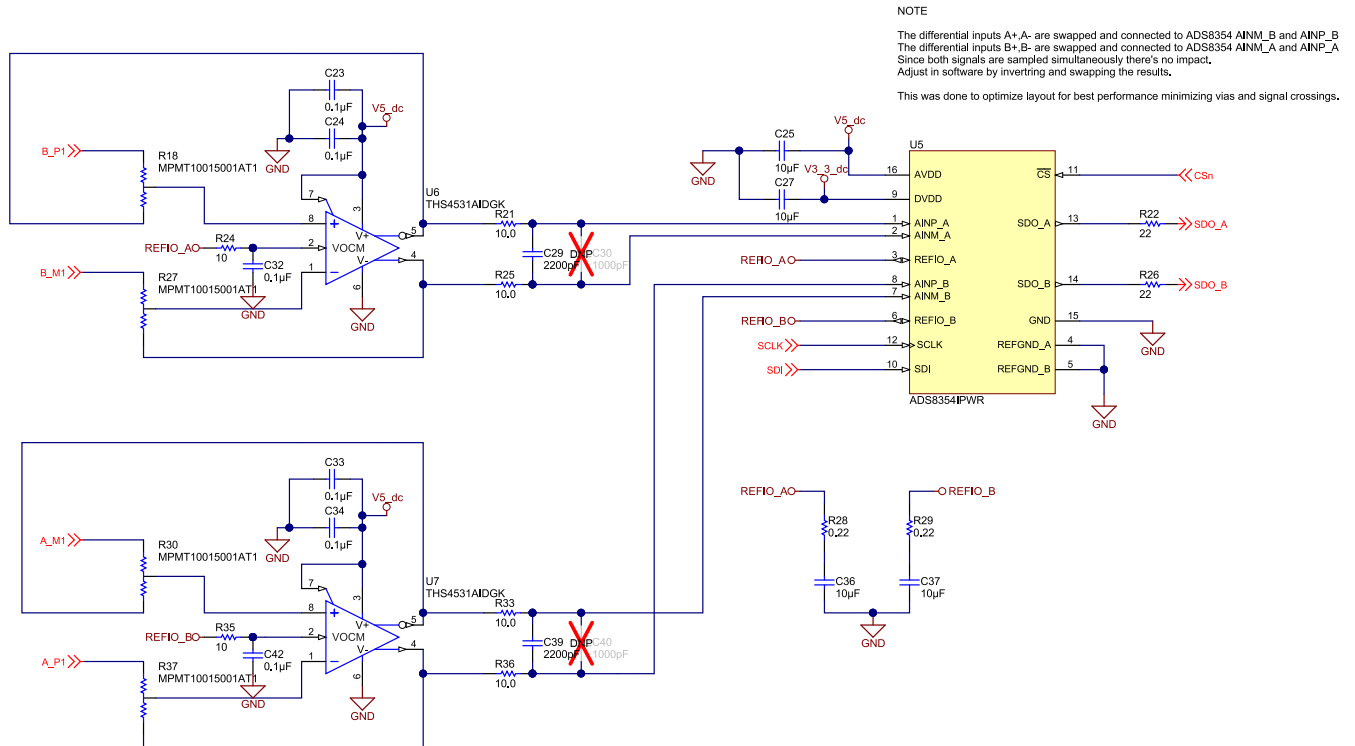 NOTE
The differential inputs A+,A- are swapped and connected to ADS8354 AINM_B and AINP_B
The differential inputs B+,B- are swapped and connected to ADS8354 AINM_A and AINP_A
Since both signals are sampled simultaneously there's no impact.
Adjust in software by invertring and swapping the results.
This was done to optimize layout for best performance minimizing vias and signal crossings.
C23
0.1µF
C24
0.1µF
V5_dc
GND
B_P1
R18
MPMT10015001AT1
7
3
U6
THS4531AIDGK
8
V+
5
REFIO_A
R24
10
2
VOCM
C32
0.1µF
GND
V-
4
1
6
GND
B_M1
R27
MPMT10015001AT1
R21
10.0
C29
2200pF
DNP
C30
1000pF
R25
10.0
V5_dc
C25
10µF
V3_3_dc
GND
C27
10µF
U5
16
AVDD
CS
11
CSn
9
DVDD
1
AINP_A
SDO_A
13
R22
22
SDO_A
2
AINM_A
REFIO_A
3
REFIO_A
8
AINP_B
SDO_B
14
R26
22
SDO_B
7
AINM_B
REFIO_B
6
REFIO_B
GND
15
GND
SCLK
12
SCLK
REFGND_A
4
SDI
10
SDI
REFGND_B
5
GND
ADS8354IPWR
C33
0.1µF
C34
0.1µF
V5_dc
GND
A_M1
R30
MPMT10015001AT1
7
3
U7
THS4531AIDGK
8
V+
5
REFIO_B
R35
10
2
VOCM
C42
0.1µF
GND
V-
4
1
6
GND
A_P1
R37
MPMT10015001AT1
R33
10.0
C39
2200pF
DNP
C40
1000pF
R36
10.0
REFIO_A
REFIO_B
R28
0.22
R29
0.22
C36
10µF
C37
10µF
GND